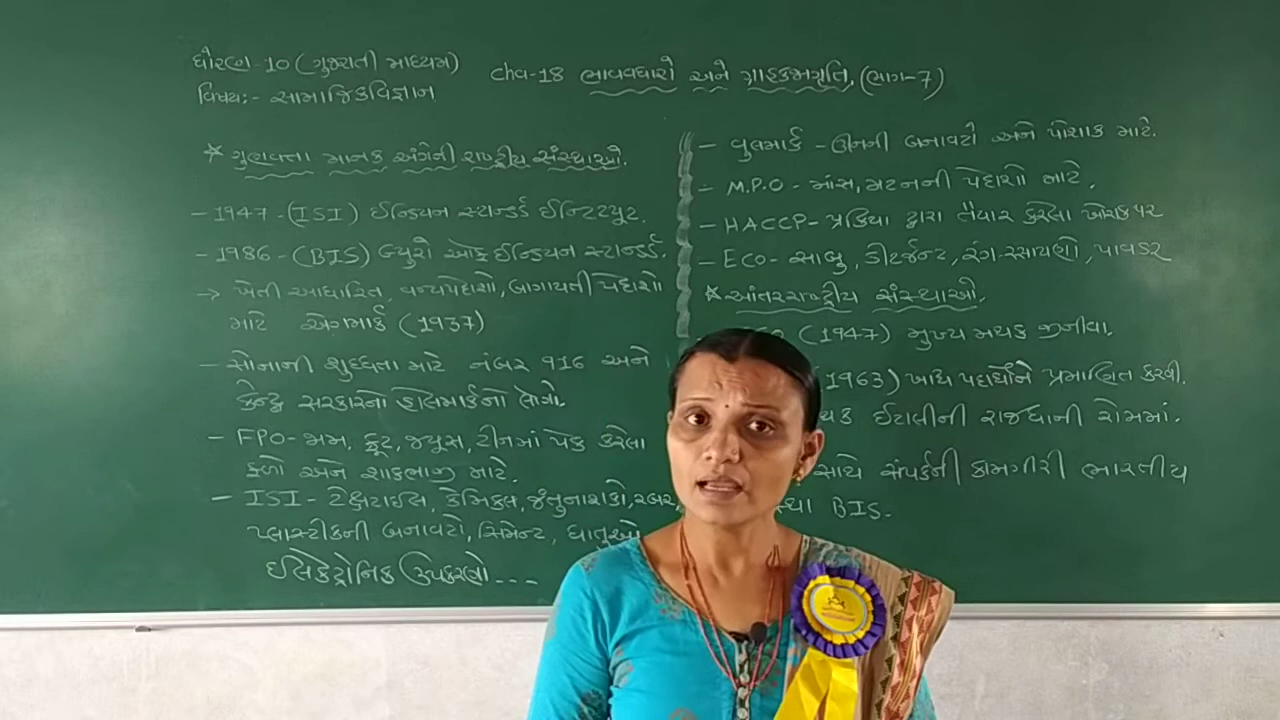 ધોરણ-10 (ગુજરાતી માધ્યમ)
વિષય:- સામાજિકવિજ્ઞાન
cha-18 ભાવવધારો અને ગ્રાહકજાગૃતિ. (ભાગ-7)
* ગુણવત્તા માનક અંગેની રાષ્ટ્રીય સંસ્થાઓ.
- 1947 - (ISI) ઈન્ડિયન સ્ટાન્ડર્ડ ઈન્ટિટ્યૂટ.
- 1986 - (BIS) બ્યુરો ઓફ ઈન્ડિયન સ્ટાન્ડર્ડ.
→ ખેતી આધારિત, વન્યપેદાશો, બાગાયતી પેદાશો
માટે એગમાર્ક (1937)
- સોનાની શુદ્ધતા માટે નંબર 916 અને
કેન્દ્ર સરકારનો હોલમાર્કનો લોગો.
- FPO - જામ, ફ્રૂટ, જ્યુસ, ટીનમાં પેક કરેલા
ફળો અને શાકભાજી માટે.
- ISI - ટેક્ષટાઈલ, કેમિકલ, જંતુનાશકો, રબર,
પ્લાસ્ટીકની બનાવટો, સિમેન્ટ, ધાતુઓ
ઈલેકેટ્રોનિક ઉપકરણો - - -
- વુલમાર્ક - ઊનની બનાવટો અને પોશાક માટે.
- M.P.O - માંસ, મટનની પેદાશો માટે.
- HACCP - પ્રક્રિયા દ્વારા તૈયાર કરેલા ખોરાક પર
- ECO - સાબુ, ડીટર્જન્ટ, રંગ-રસાયણો, પાવડર
* આંતરરાષ્ટ્રીય સંસ્થાઓ.
(1947) મુખ્ય મથક જીનીવા.
1963) ખાદ્ય પદાર્થોને પ્રમાણિત કરવી.
ઈટાલીની રાજધાની રોમમાં.
સાથે સંપર્કની કામગીરી ભારતીય
BIS.